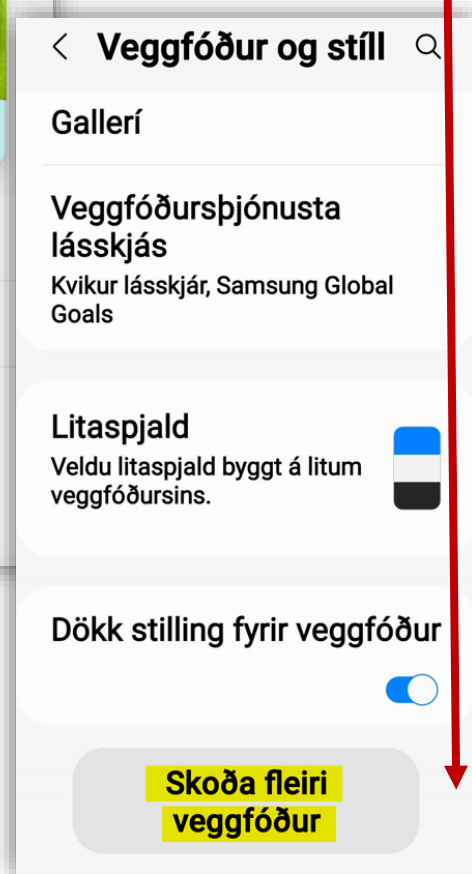 Veggfóður og stíll
Gallerí
Veggfóðursþjónusta
lásskjás
Kvikur lásskjár, Samsung Global
Goals
Litaspjald
Veldu litaspjald byggt á litum
veggfóðursins.
Dökk stilling fyrir veggfóður
Skoða fleiri
veggfóður